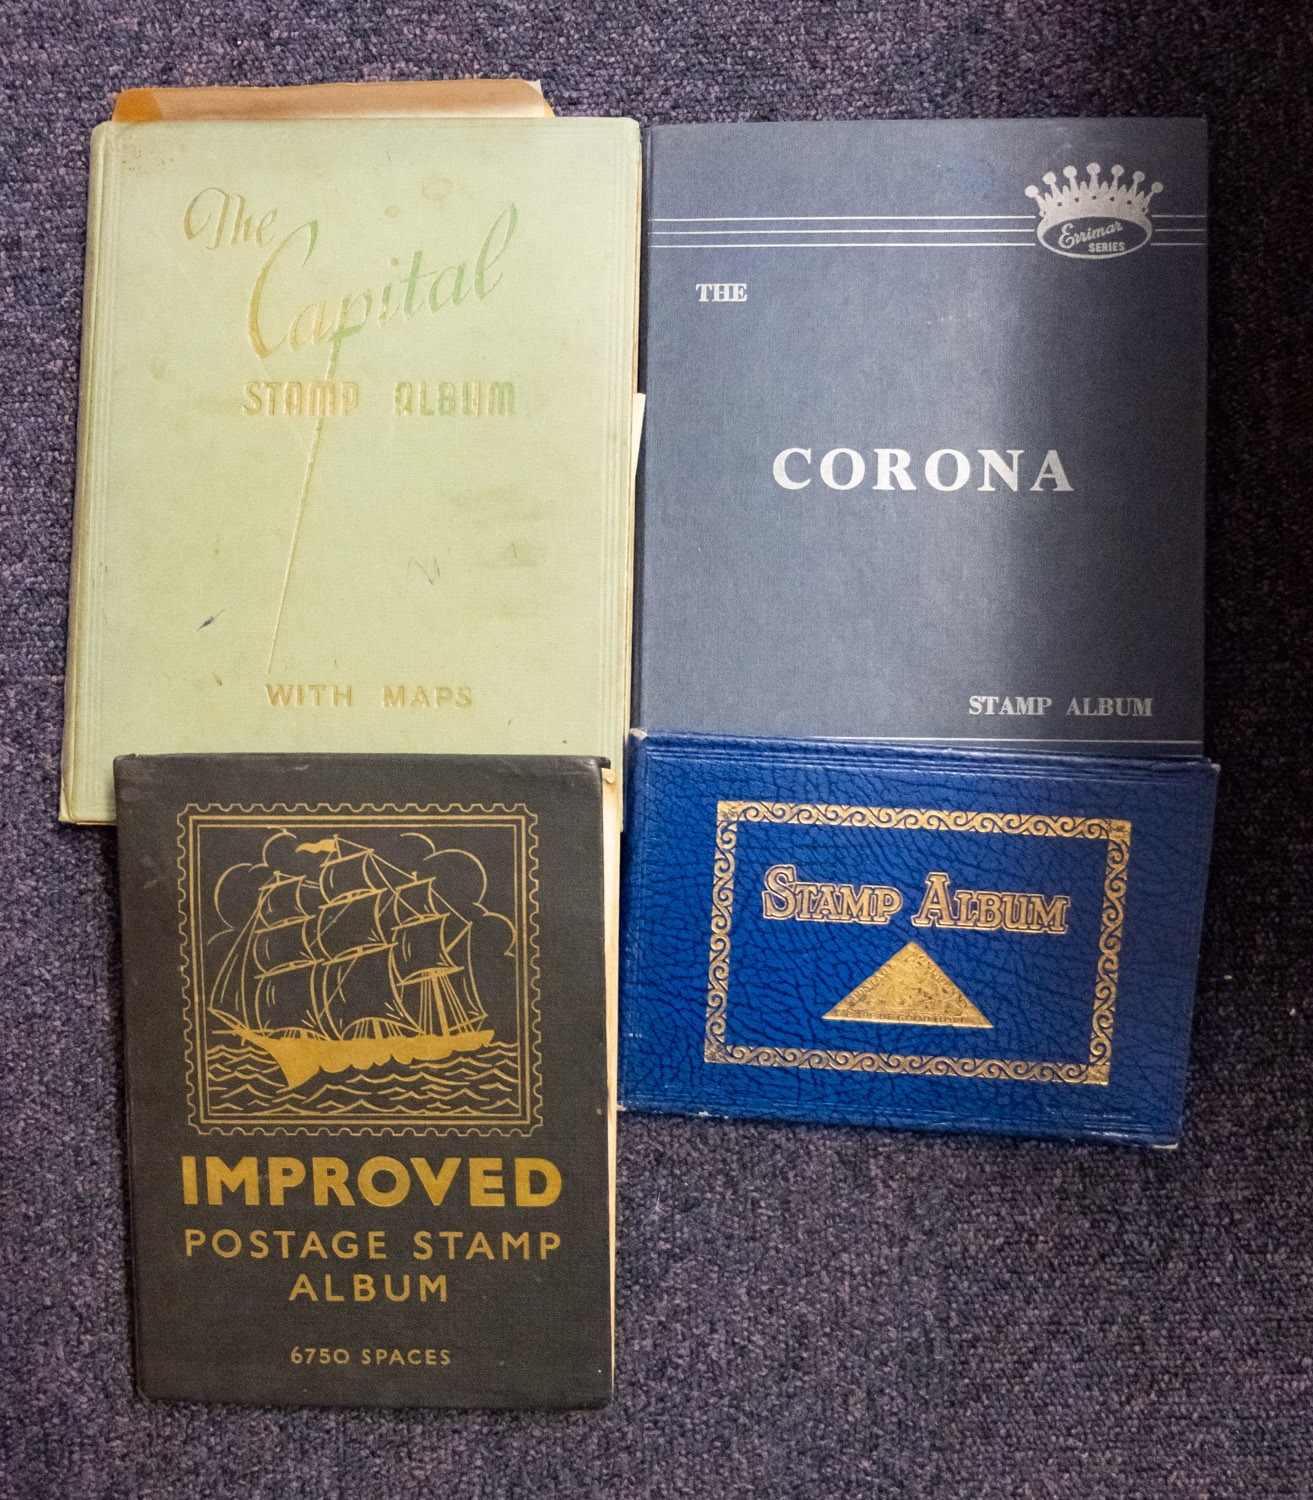 The
Capital
STAMP ALBUM
WITH MAPS
Errimar
SERIES
THE
CORONA
STAMP ALBUM
IMPROVED
POSTAGE STAMP
ALBUM
6750 SPACES
STAMP ALBUM